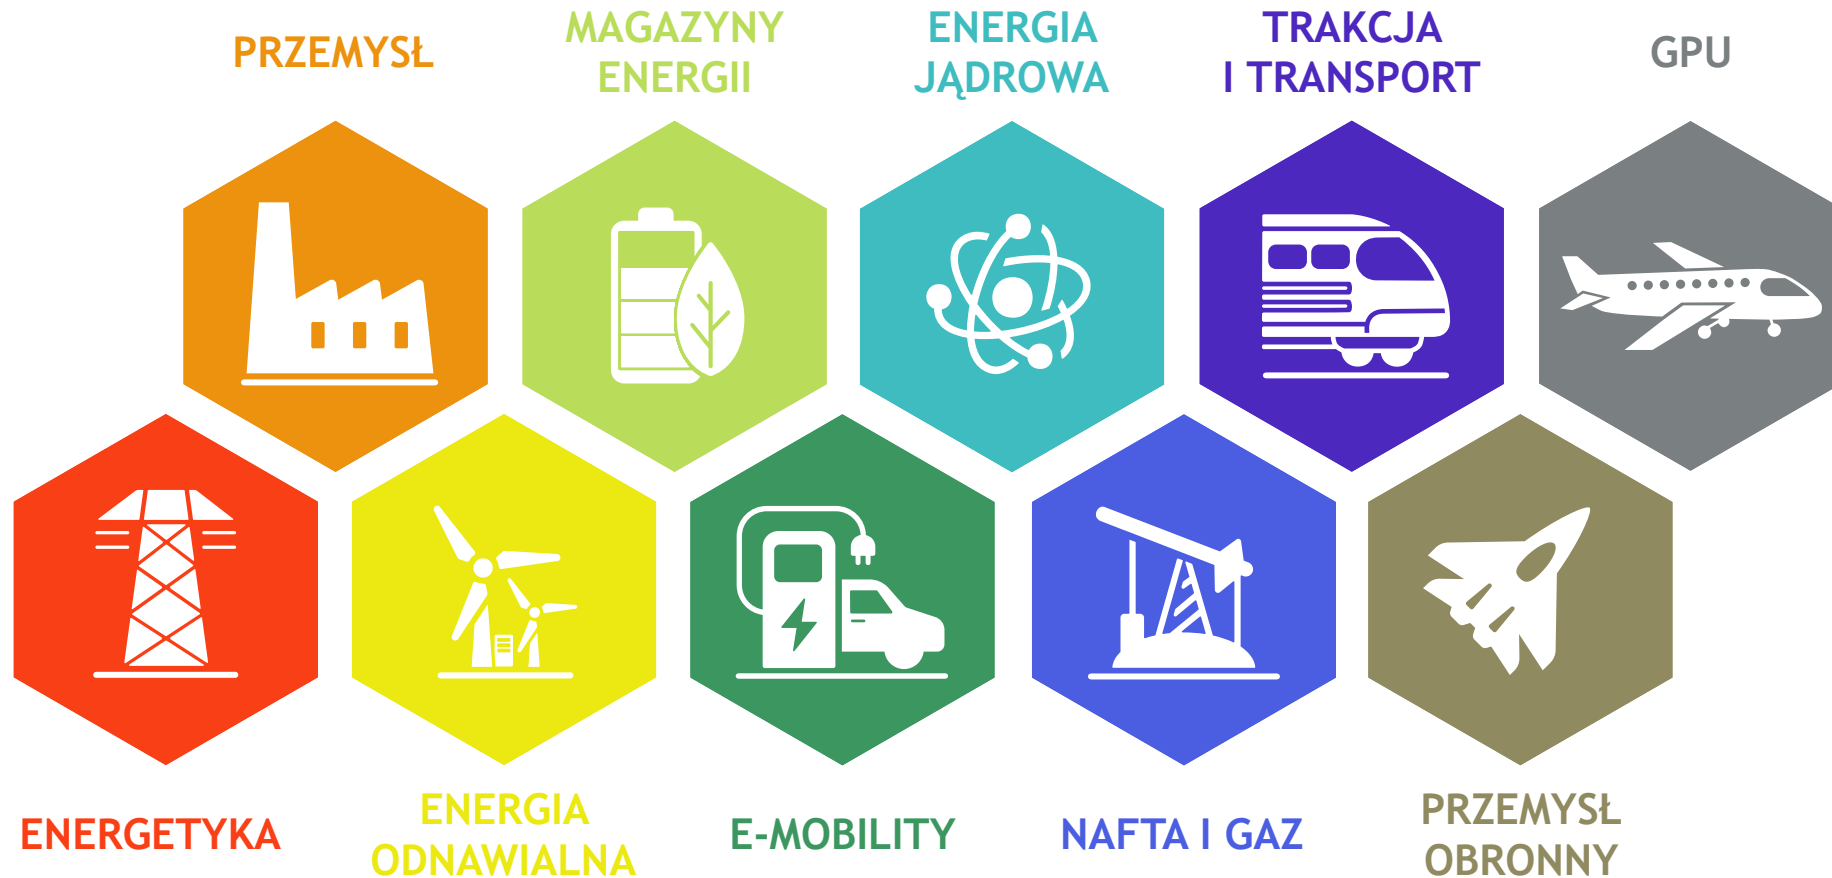 PRZEMYSŁ
MAGAZYNY
ENERGII
ENERGIA
JĄDROWA
TRAKCJA
I TRANSPORT
GPU
ENERGETYKA
ENERGIA
ODNAWIALNA
E-MOBILITY
NAFTA I GAZ
PRZEMYSŁ
OBRONNY